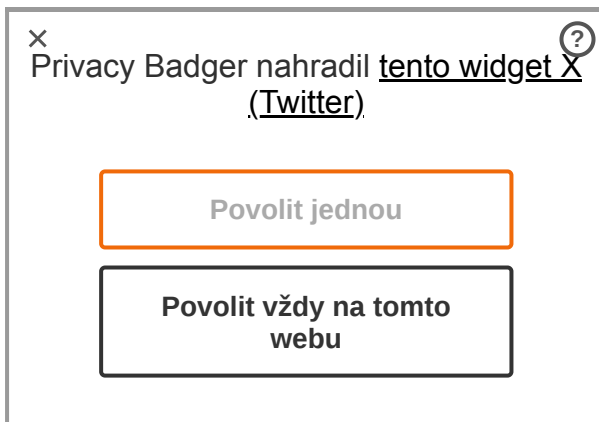 Privacy Badger nahradil tento widget X
(Twitter)
Povolit jednou
Povolit vždy na tomto
webu
?